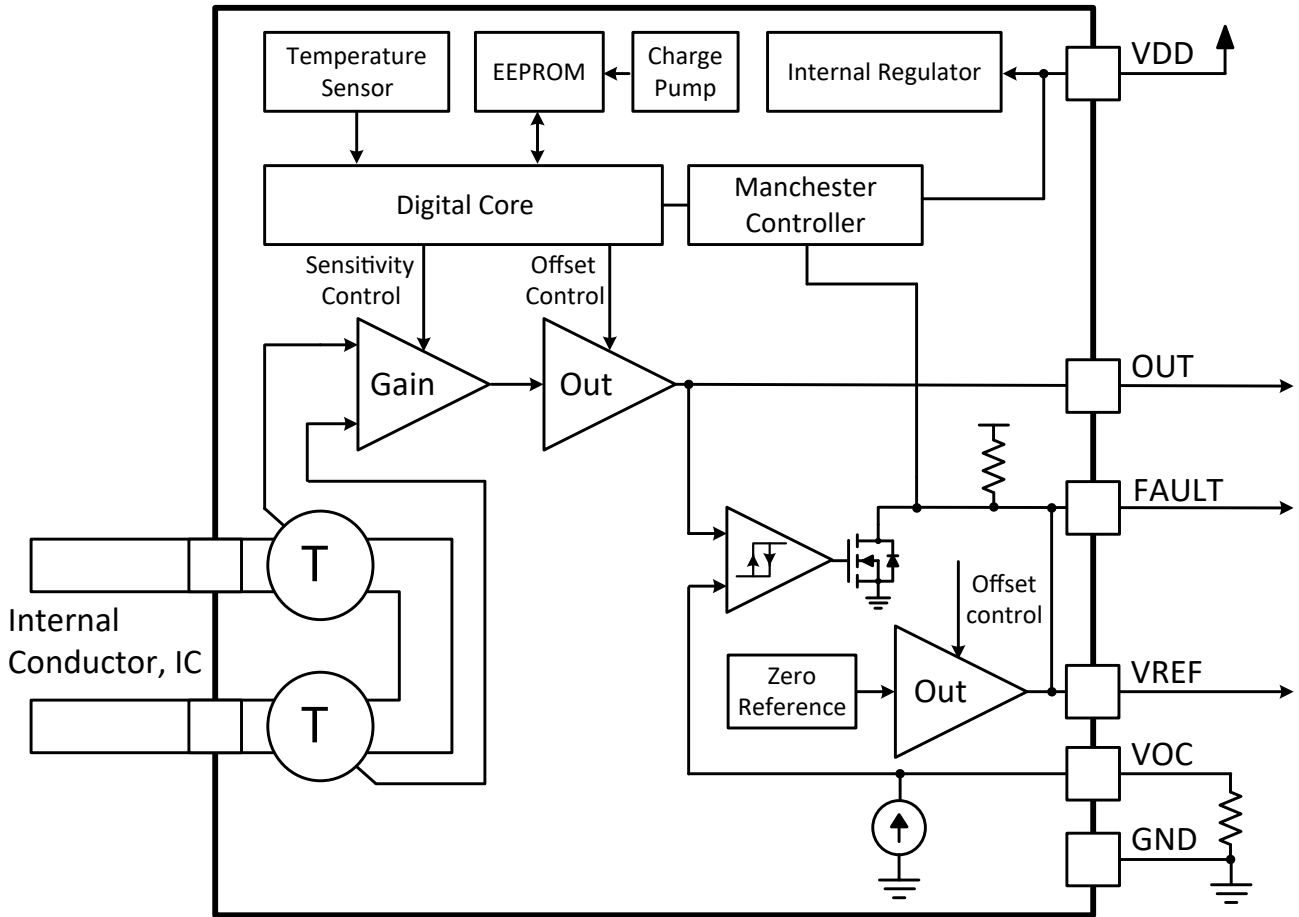 Temperature
Sensor
EEPROM
Charge
Pump
Internal Regulator
VDD
Digital Core
Manchester
Controller
Sensitivity
Control
Offset
Control
Gain
Out
OUT
FAULT
T
Internal
Conductor, IC
T
Offset
control
Zero
Reference
Out
VREF
VOC
GND